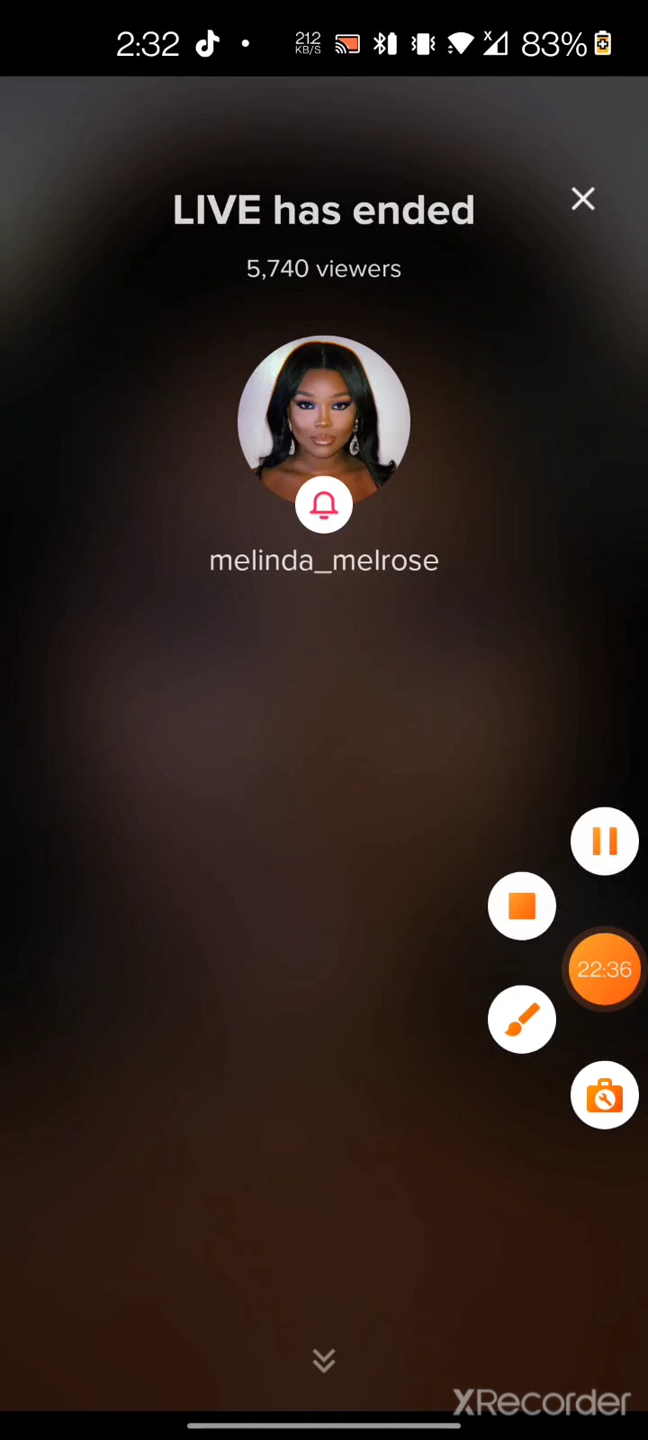 2:32
212
KB/S
X
83%
LIVE has ended
5,740 viewers
melinda_melrose
22:36
XRecorder